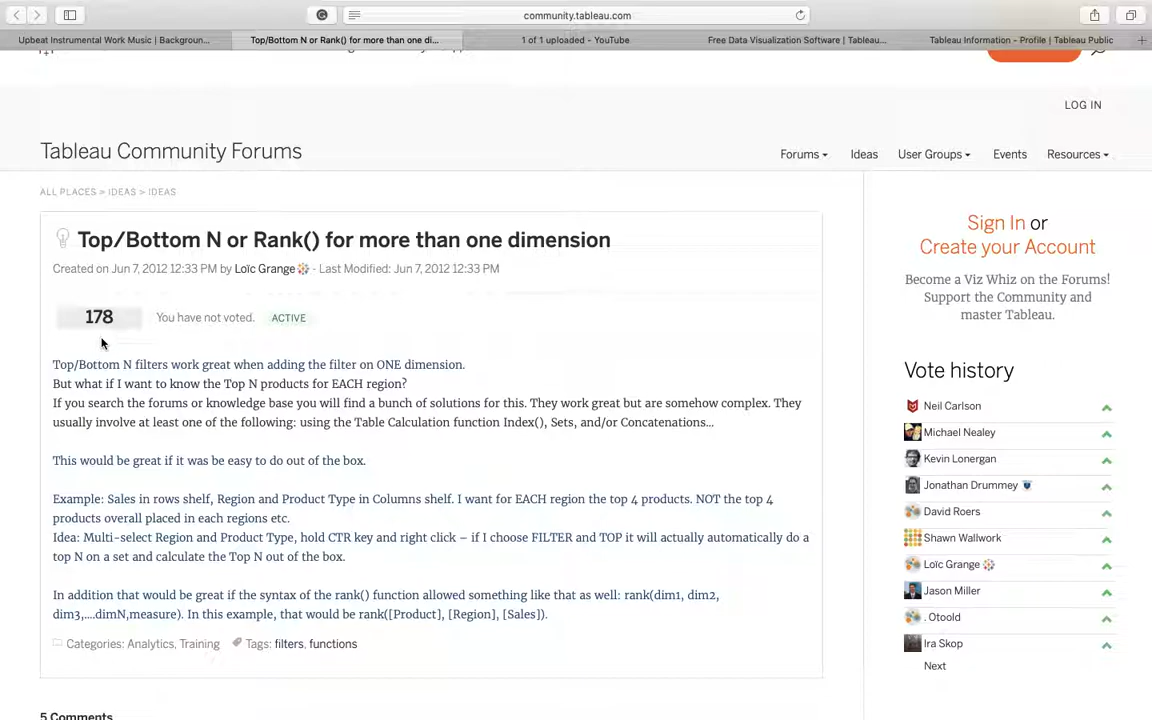 community.tableau.com
Upbeat Instrumental Work Music | Backgroun...
Top/Bottom N or Rank() for more than one di...
1 of 1 uploaded - YouTube
Free Data Visualization Software | Tableau...
Tableau Information - Profile | Tableau Public
LOG IN
Tableau Community Forums
Forums
Ideas
User Groups
Events
Resources
ALL PLACES > IDEAS > IDEAS
Top/Bottom N or Rank() for more than one dimension
Created on Jun 7, 2012 12:33 PM by Loïc Grange - Last Modified: Jun 7, 2012 12:33 PM
178
You have not voted.
ACTIVE
Top/Bottom N filters work great when adding the filter on ONE dimension.
But what if I want to know the Top N products for EACH region?
If you search the forums or knowledge base you will find a bunch of solutions for this. They work great but are somehow complex. They
usually involve at least one of the following: using the Table Calculation function Index(), Sets, and/or Concatenations...
This would be great if it was be easy to do out of the box.
Example: Sales in rows shelf, Region and Product Type in Columns shelf. I want for EACH region the top 4 products. NOT the top 4
products overall placed in each regions etc.
Idea: Multi-select Region and Product Type, hold CTR key and right click – if I choose FILTER and TOP it will actually automatically do a
top N on a set and calculate the Top N out of the box.
In addition that would be great if the syntax of the rank() function allowed something like that as well: rank(dim1, dim2,
dim3,....dimN,measure). In this example, that would be rank([Product], [Region], [Sales]).
Categories: Analytics, Training
Tags: filters, functions
5 Comments
Sign In or
Create your Account
Become a Viz Whiz on the Forums!
Support the Community and
master Tableau.
Vote history
Neil Carlson
Michael Nealey
Kevin Lonergan
Jonathan Drummey
David Roers
Shawn Wallwork
Loïc Grange
Jason Miller
. Otoold
Ira Skop
Next